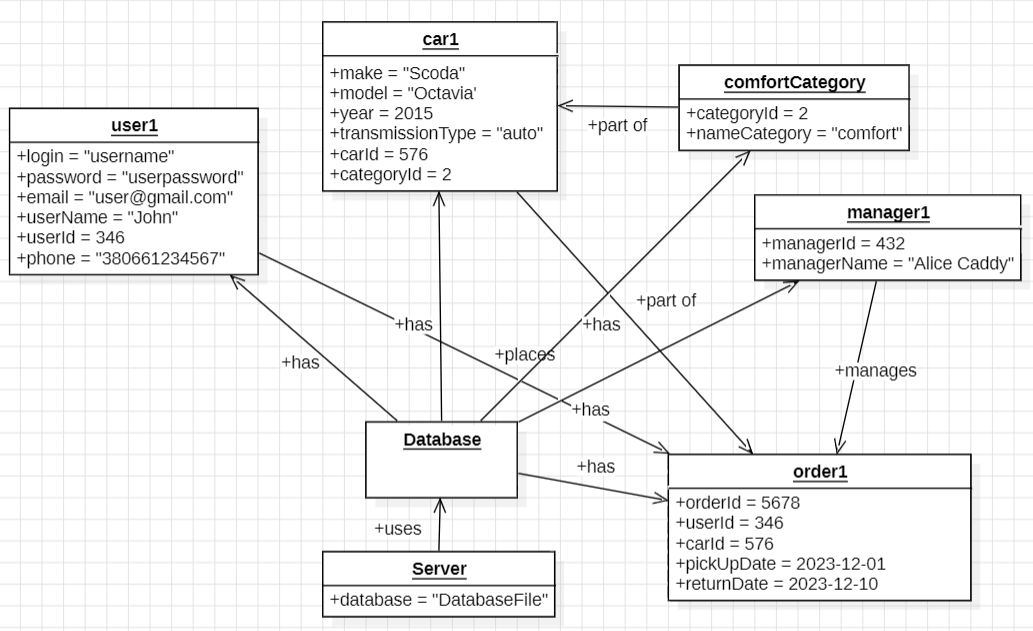 car1
+make = "Scoda"
+model = "Octavia'
+year = 2015
+transmissionType = "auto"
+carId = 576
+categoryId = 2
comfortCategory
+categoryId = 2
+nameCategory = "comfort"
+part of
user1
+login = "username"
+password = "userpassword"
+email = "user@gmail.com"
+userName = "John"
+userId = 346
+phone = "380661234567"
manager1
+managerId = 432
+managerName = "Alice Caddy"
+part of
+has
+has
+places
+has
+manages
+has
Database
+has
order1
+orderId = 5678
+userId = 346
+carId = 576
+pickUpDate = 2023-12-01
+returnDate = 2023-12-10
+uses
Server
+database = "DatabaseFile"